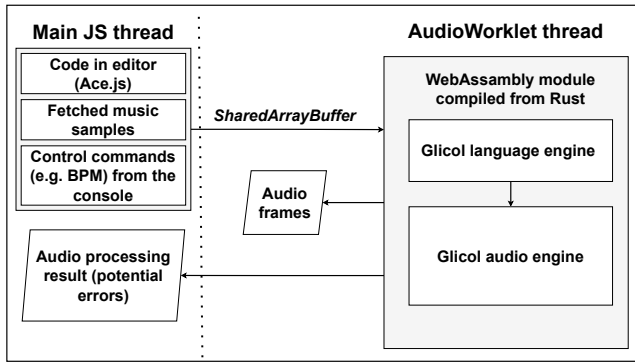 Main JS thread
Code in editor
(Ace.js)
Fetched music
samples
Control commands
(e.g. BPM) from the
console
Audio processing
result (potential
errors)
SharedArrayBuffer
Audio
frames
AudioWorklet thread
WebAssambly module
compiled from Rust
Glicol language engine
Glicol audio engine